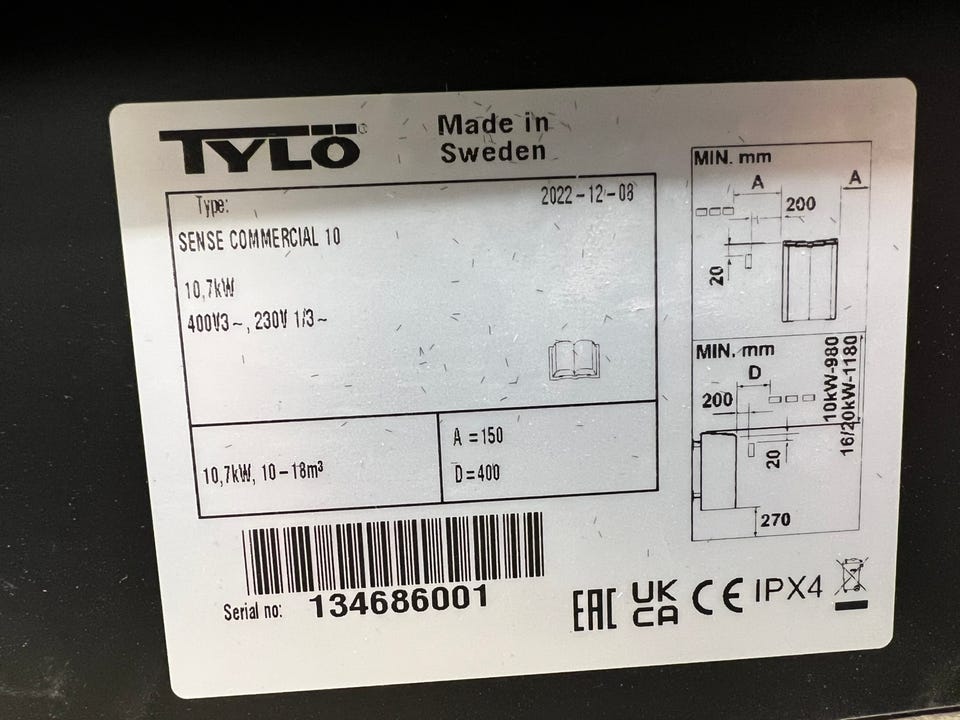 TYLÖ®
Made in
Sweden
Type:
2022-12-08
SENSE COMMERCIAL 10
10,7kW
400V3~, 230V 1/3~
10,7kW, 10-18m³
A =150
D=400
Serial no: 134686001
MIN. mm
A
A
200
20
MIN. mm
D
200
20
10kW-980
16/20kW-1180
270
EAC
UK
CA
CE
IPX4